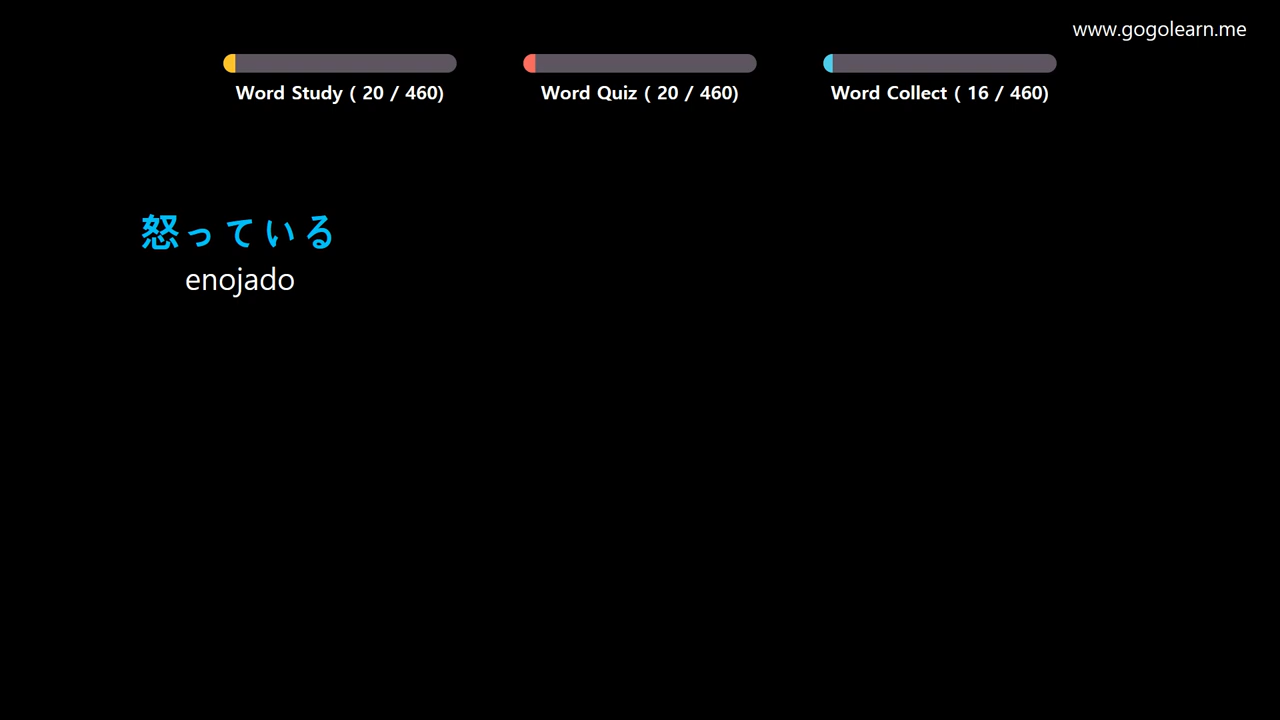 www.gogolearn.me
Word Study ( 20 / 460)
Word Quiz ( 20 / 460)
Word Collect ( 16 / 460)
怒っている
enojado